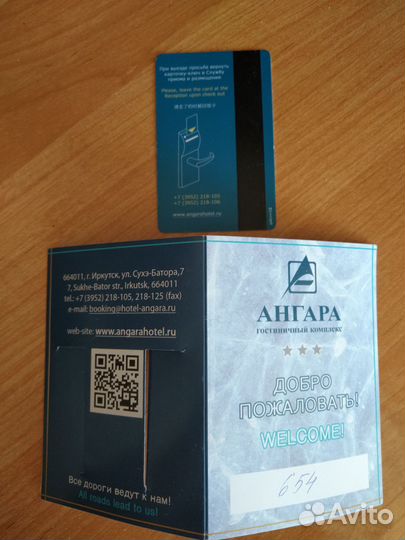 При выезде просьба вернуть
карточку-ключ в Службу
приема и размещения
Please, leave the card at the
Reception upon check out
+7 (3952) 218-105
+7 (3952) 218-106
www.angarahotel.ru
664011, г. Иркутск, ул. Сухэ-Батора,7
7, Sukhe-Bator str., Irkutsk, 664011
tel.: +7 (3952) 218-105, 218-125 (fax)
e-mail: booking@hotel-angara.ru
web-site: www.angarahotel.ru
Все дороги ведут к нам!
All roads lead to us!
АНГАРА
гостиничный комплекс
ДОБРО
ПОЖАЛОВАТЬ!
WELCOME!
654
Avito